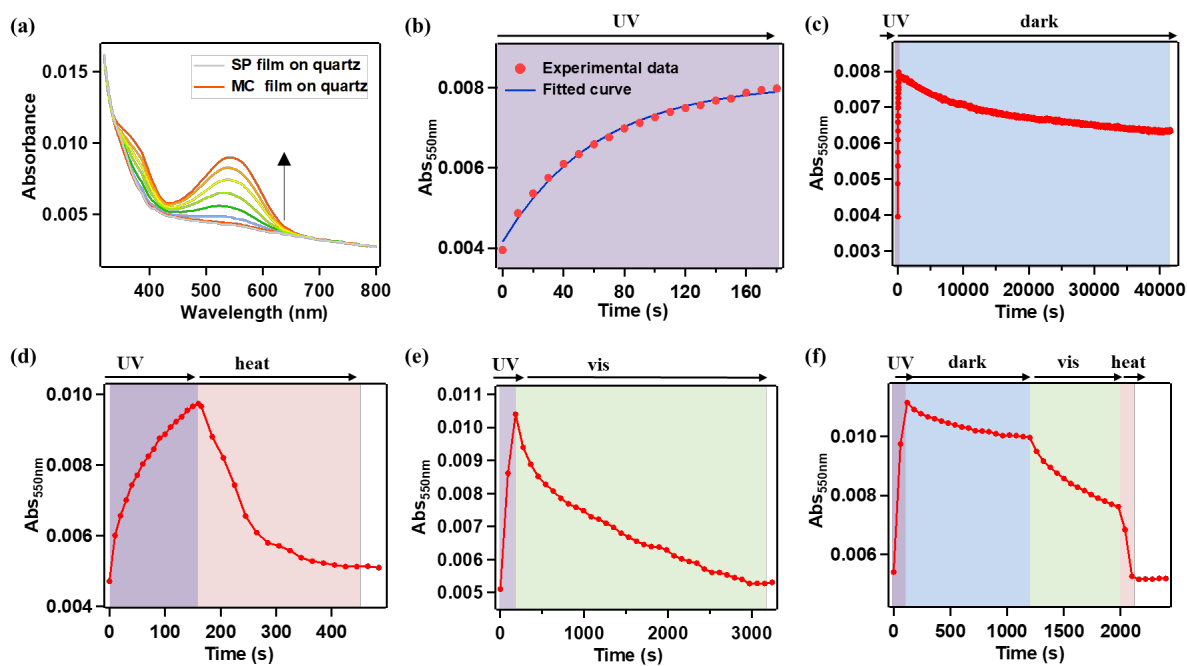 (a)
SP film on quartz
MC film on quartz
0.015
0.010
0.005
Absorbance
400
500
600
700
800
Wavelength (nm)
(b)
UV
Experimental data
Fitted curve
0.008
0.006
0.004
Abs550nm
0
40
80
120
160
Time (s)
(c)
UV
dark
0.008
0.007
0.006
0.005
0.004
0.003
Abs550nm
0
10000
20000
30000
40000
Time (s)
(d)
UV
heat
0.010
0.008
0.006
0.004
Abs550nm
0
100
200
300
400
Time (s)
(e)
UV
vis
0.011
0.010
0.009
0.008
0.007
0.006
0.005
Abs550nm
0
1000
2000
3000
Time (s)
(f)
UV
dark
vis
heat
0.010
0.008
0.006
Abs550nm
0
500
1000
1500
2000
Time (s)